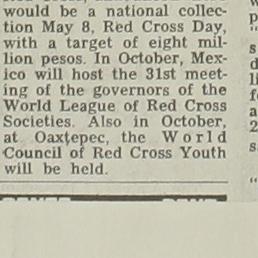 would be a national collec-
tion May 8, Red Cross Day,
with a target of eight mil-
lion pesos. In October, Mex-
ico will host the 31st meet-
ing of the governors of the
World League of Red Cross
Societies. Also in October,
at Oaxtepec, the World
Council of Red Cross Youth
will be held.